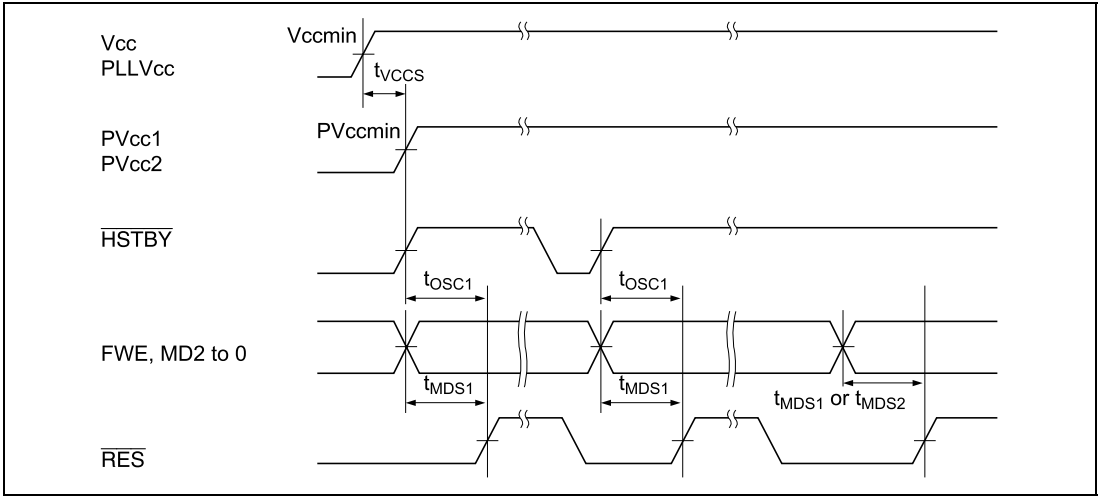 Vccmin
Vcc
PLLVcc
tVCCS
PVccmin
PVcc1
PVcc2
HSTBY
tOSC1 tOSC1
FWE, MD2 to 0
tMDS1 tMDS1 tMDS1 or tMDS2
RES